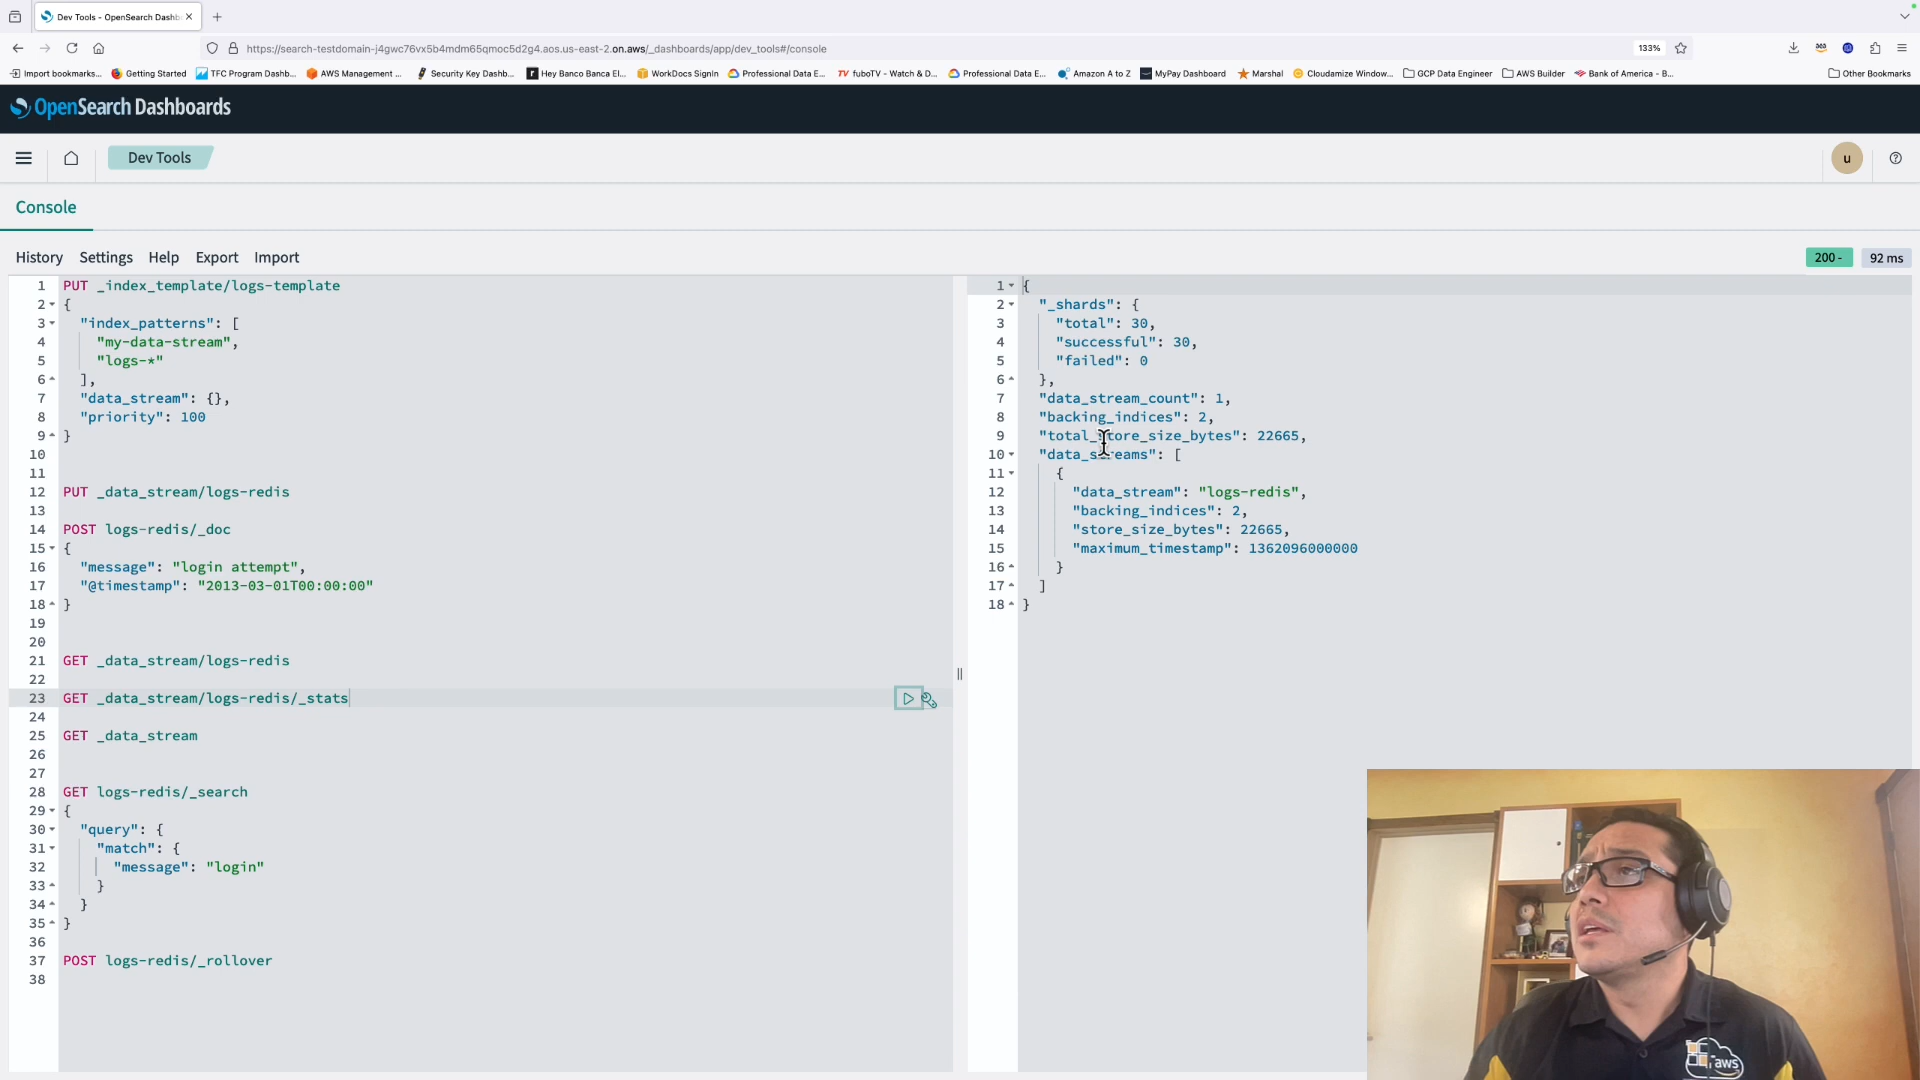 Dev Tools - OpenSearch Dashb
https://search-testdomain-j4gwc76vx5b4mdm65qmoc5d2g4.aos.us-east-2.on.aws/_dashboards/app/dev_tools#/console
133%
Import bookmarks...
Getting Started
TFC Program Dashb...
AWS Management ...
Security Key Dashb...
Hey Banco Banca El...
WorkDocs SignIn
Professional Data E...
fuboTV - Watch & D...
Professional Data E...
Amazon A to Z
MyPay Dashboard
Marshal
Cloudamize Window...
GCP Data Engineer
AWS Builder
Bank of America - B...
Other Bookmarks
OpenSearch Dashboards
Dev Tools
u
Console
History Settings Help Export Import
200 - 92 ms
1 PUT _index_template/logs-template
2 {
3 "index_patterns": [
4 "my-data-stream",
5 "logs-*"
6 ],
7 "data_stream": {},
8 "priority": 100
9 }
10
11
12 PUT _data_stream/logs-redis
13
14 POST logs-redis/_doc
15 {
16 "message": "login attempt",
17 "@timestamp": "2013-03-01T00:00:00"
18 }
19
20
21 GET _data_stream/logs-redis
22
23 GET _data_stream/logs-redis/_stats
24
25 GET _data_stream
26
27
28 GET logs-redis/_search
29 {
30 "query": {
31 "match": {
32 "message": "login"
33 }
34 }
35 }
36
37 POST logs-redis/_rollover
38
1 {
2 "_shards": {
3 "total": 30,
4 "successful": 30,
5 "failed": 0
6 },
7 "data_stream_count": 1,
8 "backing_indices": 2,
9 "total_store_size_bytes": 22665,
10 "data_streams": [
11 {
12 "data_stream": "logs-redis",
13 "backing_indices": 2,
14 "store_size_bytes": 22665,
15 "maximum_timestamp": 1362096000000
16 }
17 ]
18 }
aws